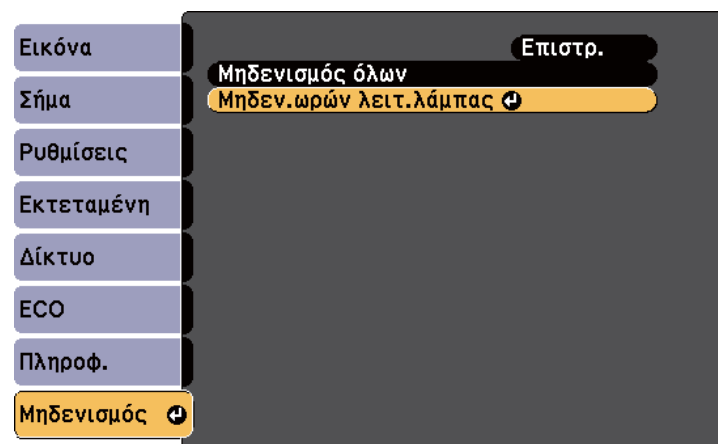 Εικόνα
Σήμα
Ρυθμίσεις
Εκτεταμένη
Δίκτυο
ECO
Πληροφ.
Μηδενισμός
Επιστρ.
Μηδενισμός όλων
Μηδεν.ωρών λειτ.λάμπας